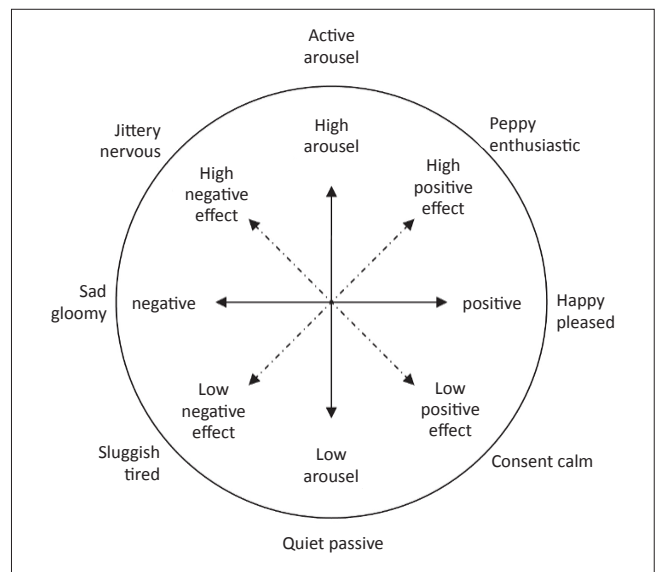 Active
arousel
Jittery
nervous
High
arousel
Peppy
enthusiastic
High
negative
effect
High
positive
effect
Sad
gloomy
negative
positive
Happy
pleased
Low
negative
effect
Low
positive
effect
Sluggish
tired
Low
arousel
Consent calm
Quiet passive